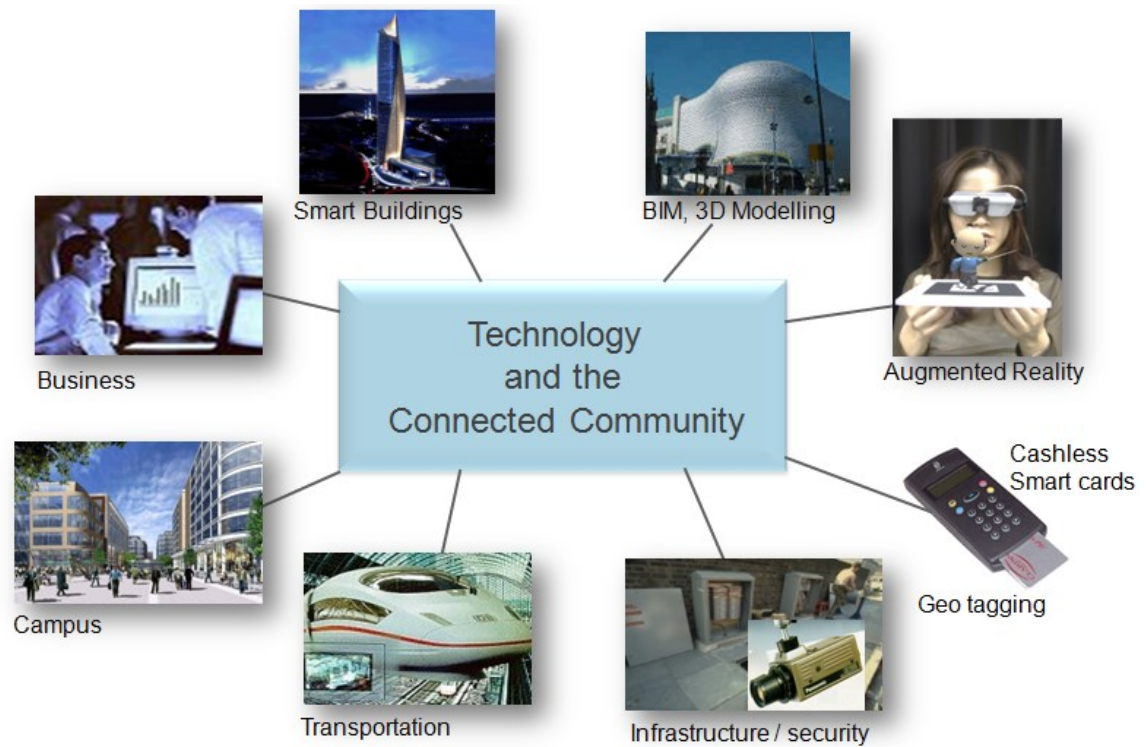 Smart Buildings
BIM, 3D Modelling
Business
Technology
and the
Connected Community
Augmented Reality
Cashless
Smart cards
Campus
Geo tagging
Transportation
Infrastructure / security
Panasonic